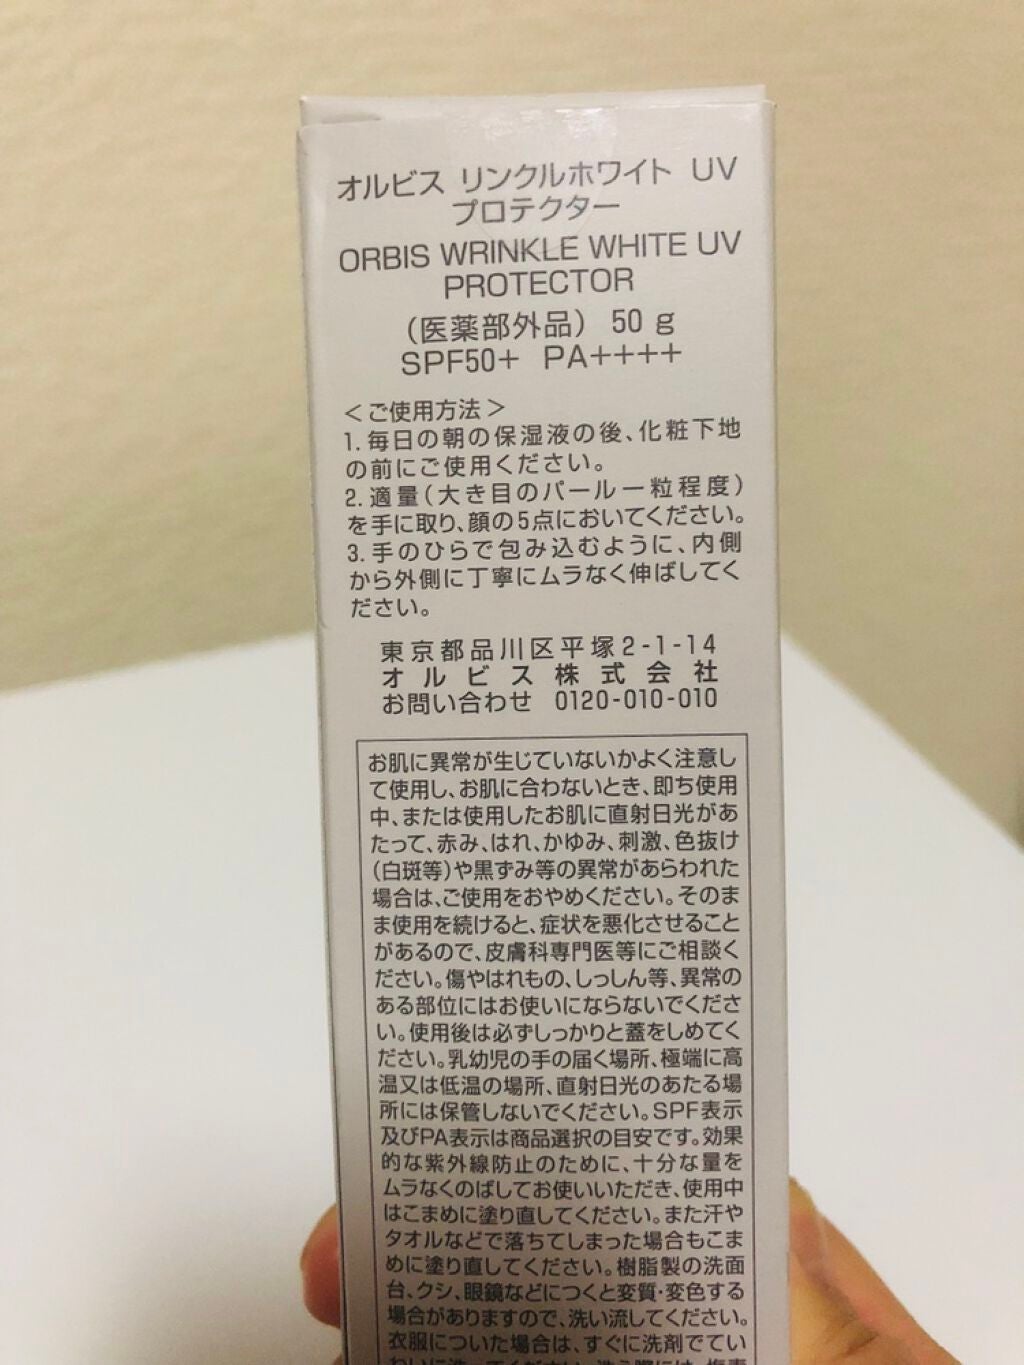 オルビス リンクルホワイト UV
プロテクター
ORBIS WRINKLE WHITE UV
PROTECTOR
(医薬部外品) 50 g
SPF50+ PA++++
<ご使用方法>
1. 毎日の朝の保湿液の後、化粧下地
の前にご使用ください。
2. 適量(大き目のパール一粒程度)
を手に取り、顔の5点においてください。
3. 手のひらで包み込むように、内側
から外側に丁寧にムラなく伸ばしてく
ださい。
東京都品川区平塚2-1-14
オルビス株式会社
お問い合わせ 0120-010-010
お肌に異常が生じていないかよく注意し
て使用し、お肌に合わないとき、即ち使用
中、または使用したお肌に直射日光があ
たって、赤み、はれ、かゆみ、刺激、色抜け
(白斑等)や黒ずみ等の異常があらわれた
場合は、ご使用をおやめください。そのま
ま使用を続けると、症状を悪化させること
があるので、皮膚科専門医等にご相談く
ださい。傷やはれもの、しっしん等、異常の
ある部位にはお使いにならないでくださ
い。使用後は必ずしっかりと蓋をしめてく
ださい。乳幼児の手の届く場所、極端に高
温又は低温の場所、直射日光のあたる場
所には保管しないでください。SPF表示
及びPA表示は商品選択の目安です。効果
的な紫外線防止のために、十分な量を
ムラなくのばしてお使いいただき、使用中
はこまめに塗り直してください。また汗や
タオルなどで落ちてしまった場合もこま
めに塗り直してください。樹脂製の洗面
台、クシ、眼鏡などにつくと変質・変色する
場合がありますので、洗い流してください。
衣服についた場合は、すぐに洗剤でてい